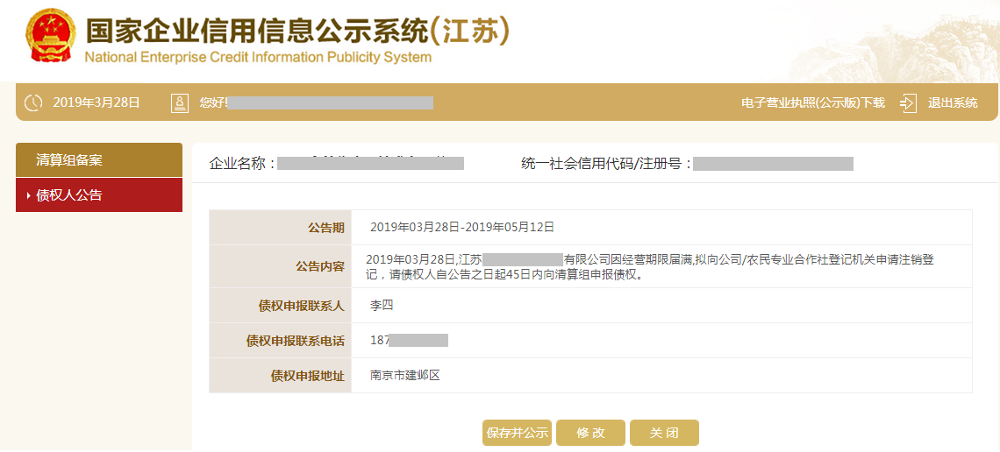 国家企业信用信息公示系统(江苏)
National Enterprise Credit Information Publicity System
2019年3月28日 您好! 电子营业执照(公示版)下载 退出系统
清算组备案
债权人公告
企业名称： 统一社会信用代码/注册号：
公告期 2019年03月28日-2019年05月12日
公告内容 2019年03月28日,江苏 有限公司因经营期限届满,拟向公司/农民专业合作社登记机关申请注销登
记，请债权人自公告之日起45日内向清算组申报债权。
债权申报联系人 李四
债权申报联系电话 187
债权申报地址 南京市建邺区
保存并公示 修 改 关 闭